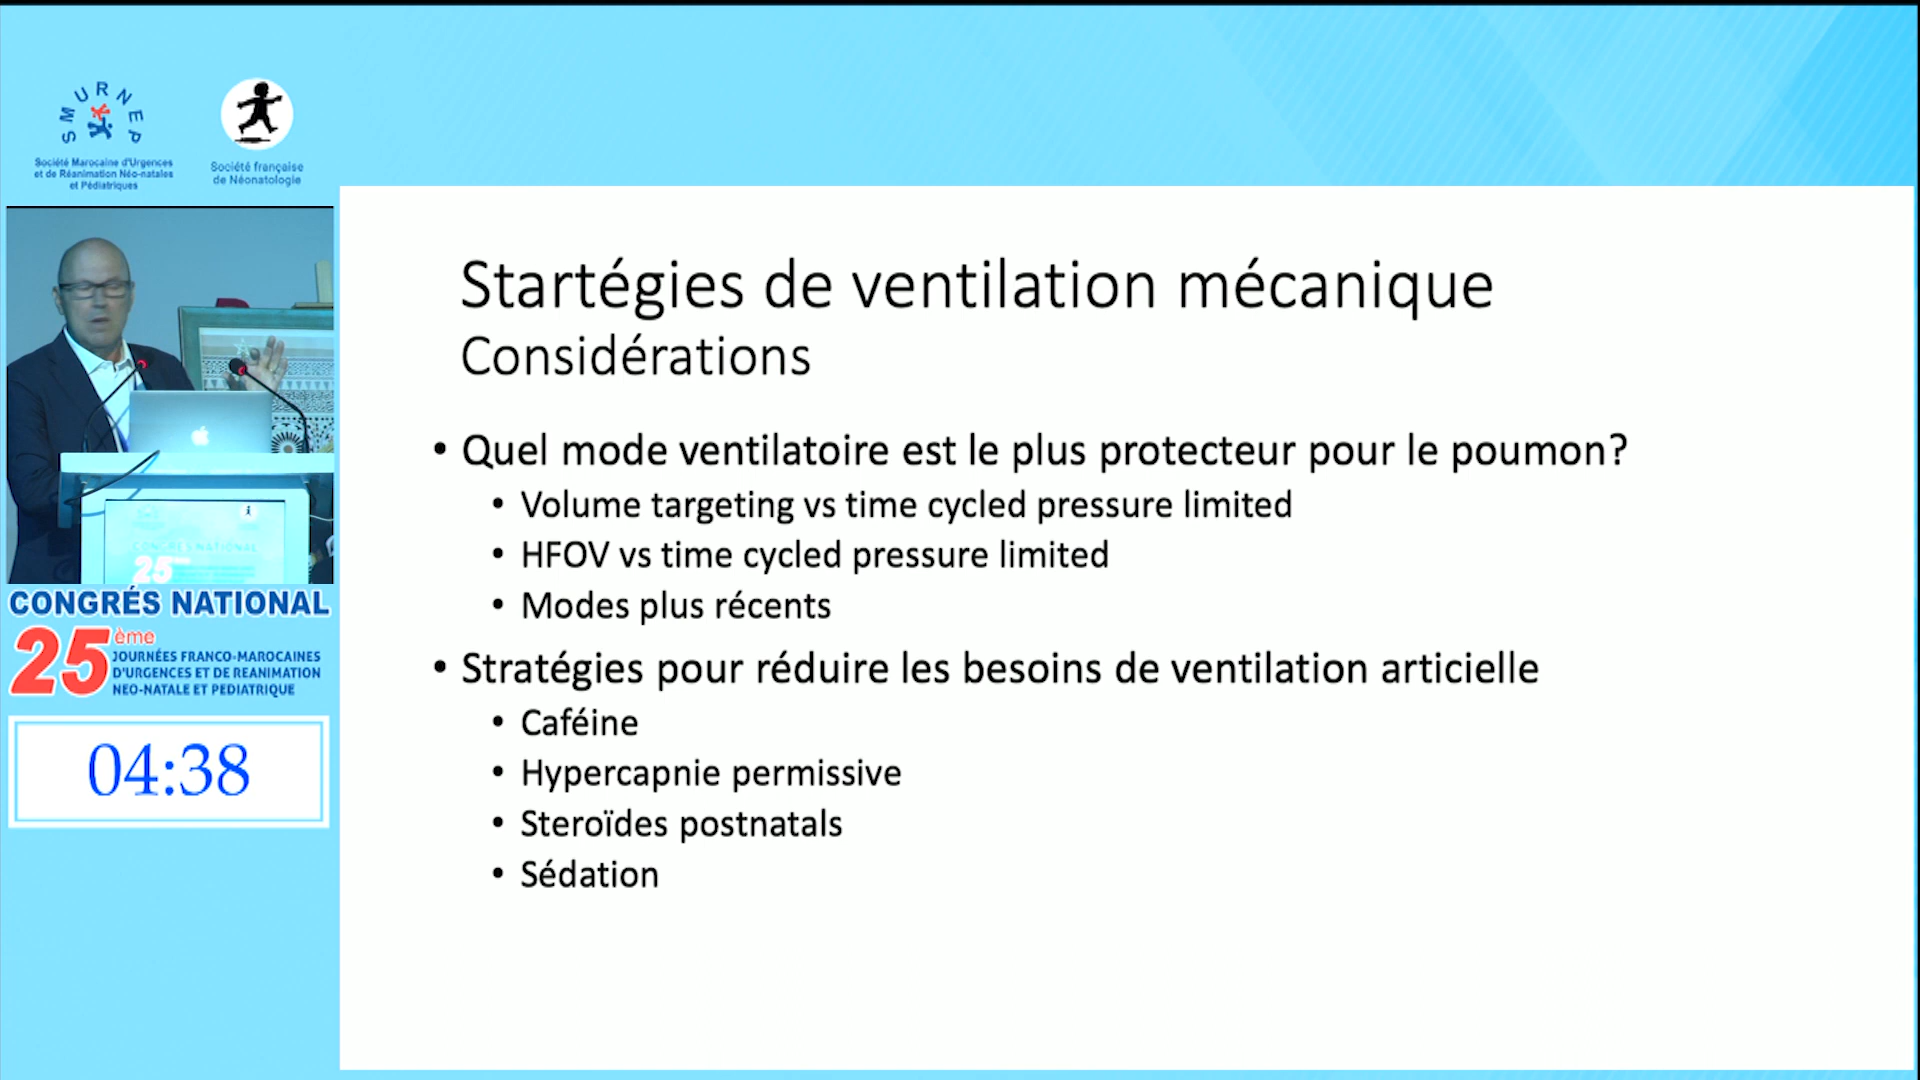 SMURNEP
Société Marocaine d'Urgences
et de Réanimation Néo-natales
et Pédiatriques
Société française
de Néonatologie
Startégies de ventilation mécanique
Considérations
• Quel mode ventilatoire est le plus protecteur pour le poumon?
• Volume targeting vs time cycled pressure limited
• HFOV vs time cycled pressure limited
• Modes plus récents
• Stratégies pour réduire les besoins de ventilation articielle
• Caféine
• Hypercapnie permissive
• Steroïdes postnatals
• Sédation
CONGRÈS NATIONAL
25
CONGRÉS NATIONAL
25ème
JOURNÉES FRANCO-MAROCAINES
D'URGENCES ET DE REANIMATION
NEO-NATALE ET PEDIATRIQUE
04:38